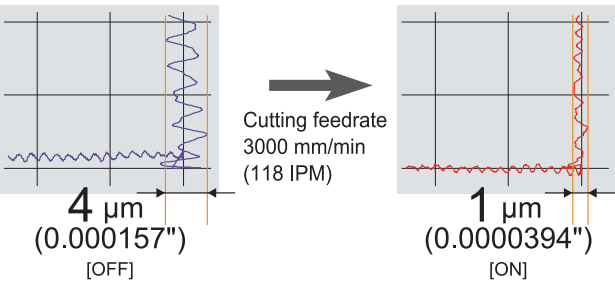 Cutting feedrate
3000 mm/min
(118 IPM)
4 μm
(0.000157")
[OFF]
1 μm
(0.0000394")
[ON]